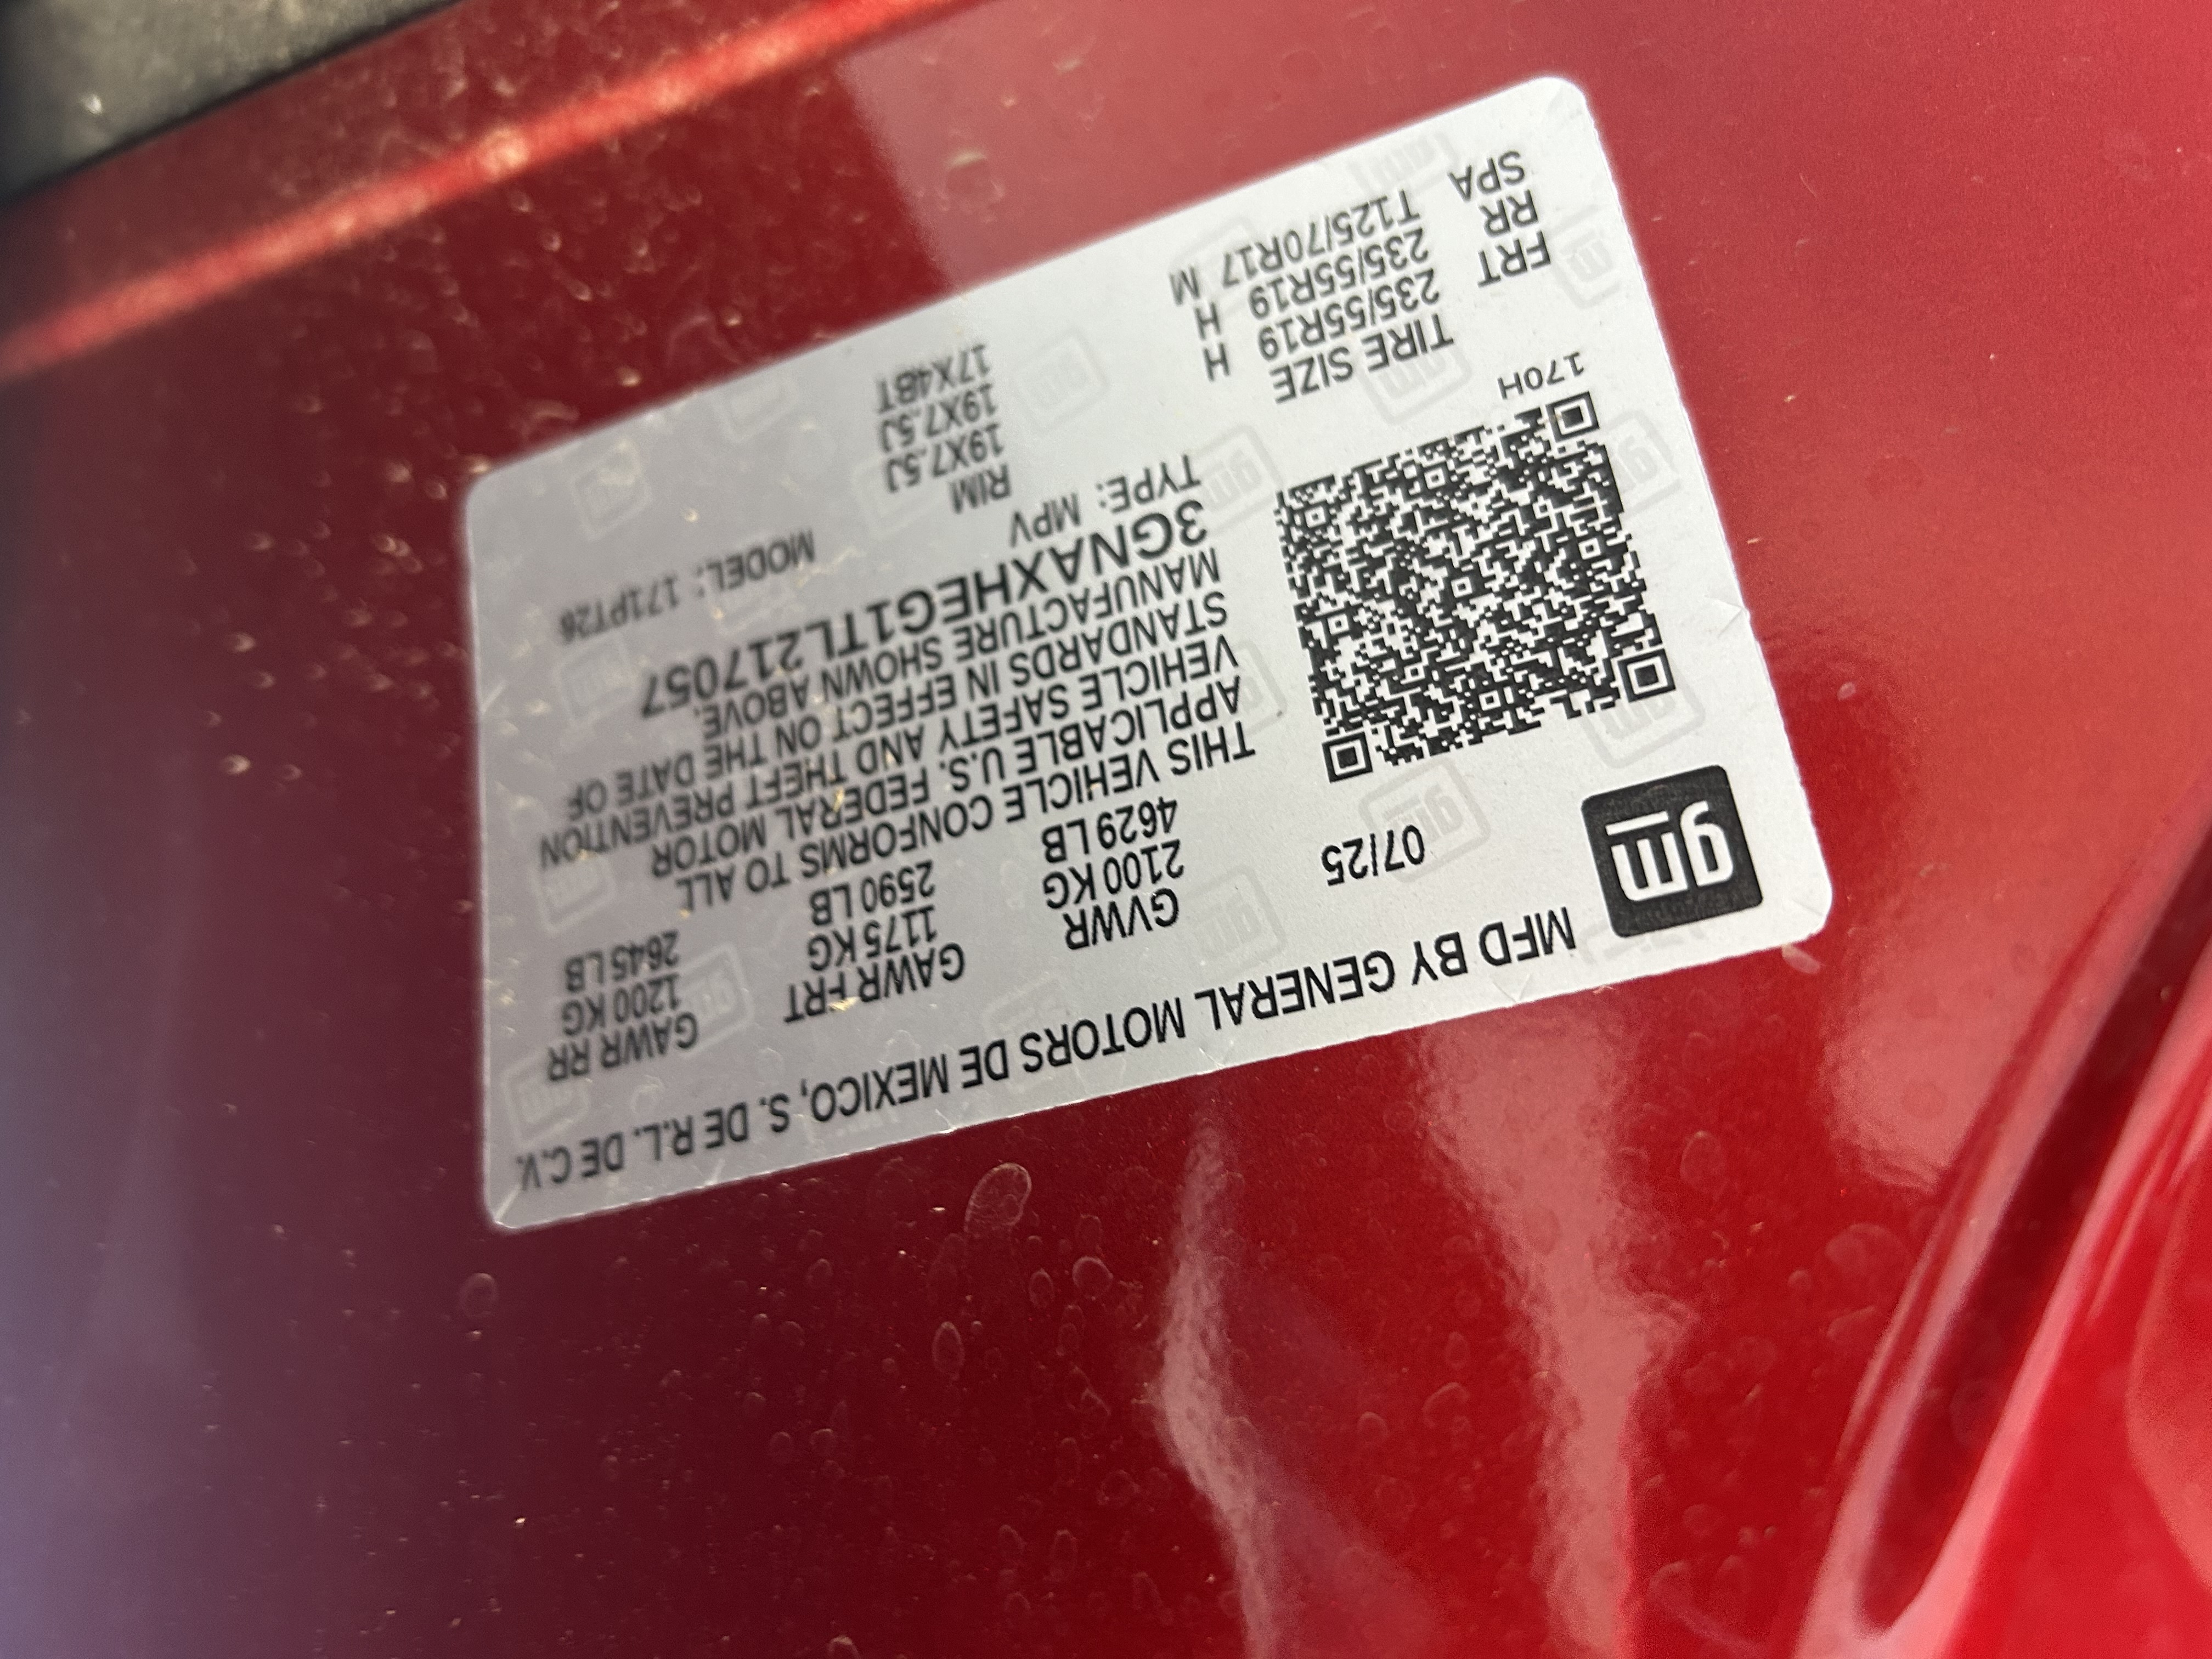 gm
MFD BY GENERAL MOTORS DE MEXICO, S. DE R.L. DE C.V.
07/25
GVWR
2100 KG
4629 LB
GAWR FRT
1175 KG
2590 LB
GAWR RR
1200 KG
2645 LB
THIS VEHICLE CONFORMS TO ALL
APPLICABLE U.S. FEDERAL MOTOR
VEHICLE SAFETY AND THEFT PREVENTION
STANDARDS IN EFFECT ON THE DATE OF
MANUFACTURE SHOWN ABOVE.
3GNAXHEG1TL217057
TYPE: MPV MODEL: 171PT26
170H
TIRE SIZE RIM
FRT 235/55R19 H 19X7.5J
RR 235/55R19 H 19X7.5J
SPA T125/70R17 M 17X4BT